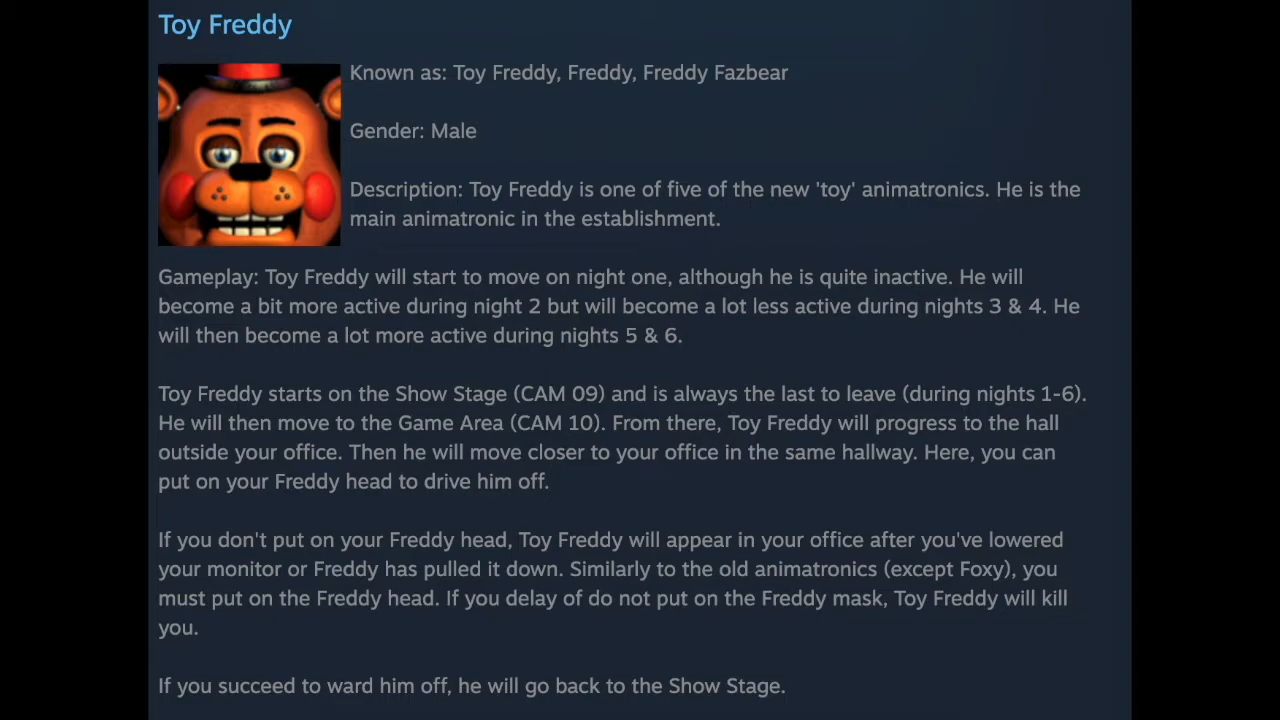 Toy Freddy
Known as: Toy Freddy, Freddy, Freddy Fazbear
Gender: Male
Description: Toy Freddy is one of five of the new 'toy' animatronics. He is the
main animatronic in the establishment.
Gameplay: Toy Freddy will start to move on night one, although he is quite inactive. He will
become a bit more active during night 2 but will become a lot less active during nights 3 & 4. He
will then become a lot more active during nights 5 & 6.
Toy Freddy starts on the Show Stage (CAM 09) and is always the last to leave (during nights 1-6).
He will then move to the Game Area (CAM 10). From there, Toy Freddy will progress to the hall
outside your office. Then he will move closer to your office in the same hallway. Here, you can
put on your Freddy head to drive him off.
If you don't put on your Freddy head, Toy Freddy will appear in your office after you've lowered
your monitor or Freddy has pulled it down. Similarly to the old animatronics (except Foxy), you
must put on the Freddy head. If you delay of do not put on the Freddy mask, Toy Freddy will kill
you.
If you succeed to ward him off, he will go back to the Show Stage.